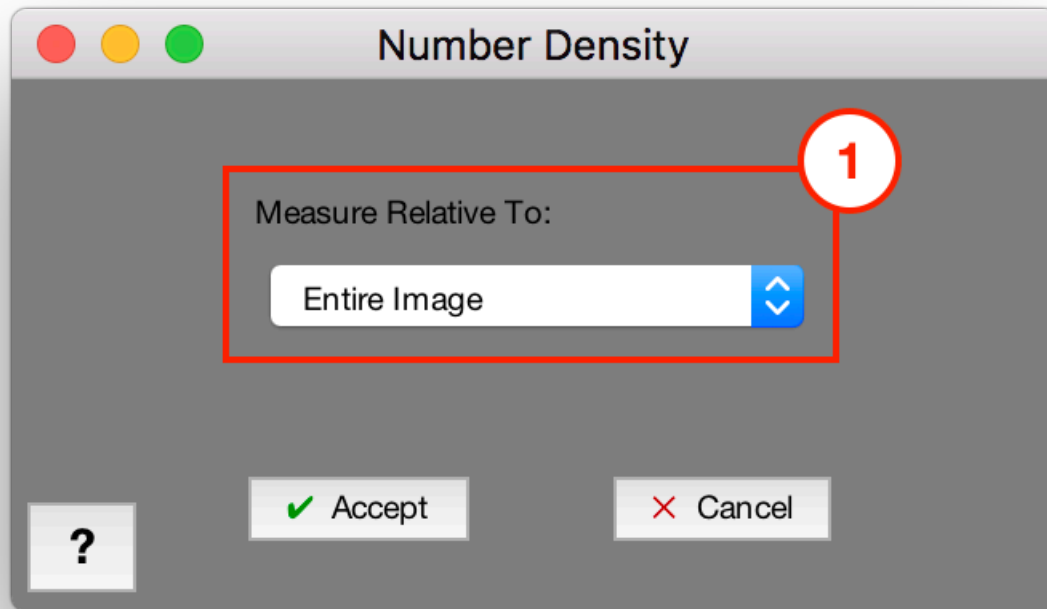 Number Density
1
Measure Relative To:
Entire Image
✔ Accept
✕ Cancel
?